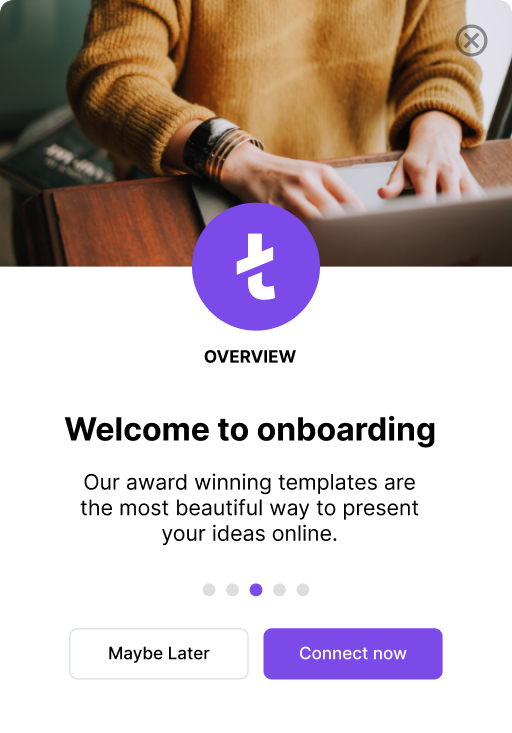 OVERVIEW
Welcome to onboarding
Our award winning templates are
the most beautiful way to present
your ideas online.
Maybe Later
Connect now